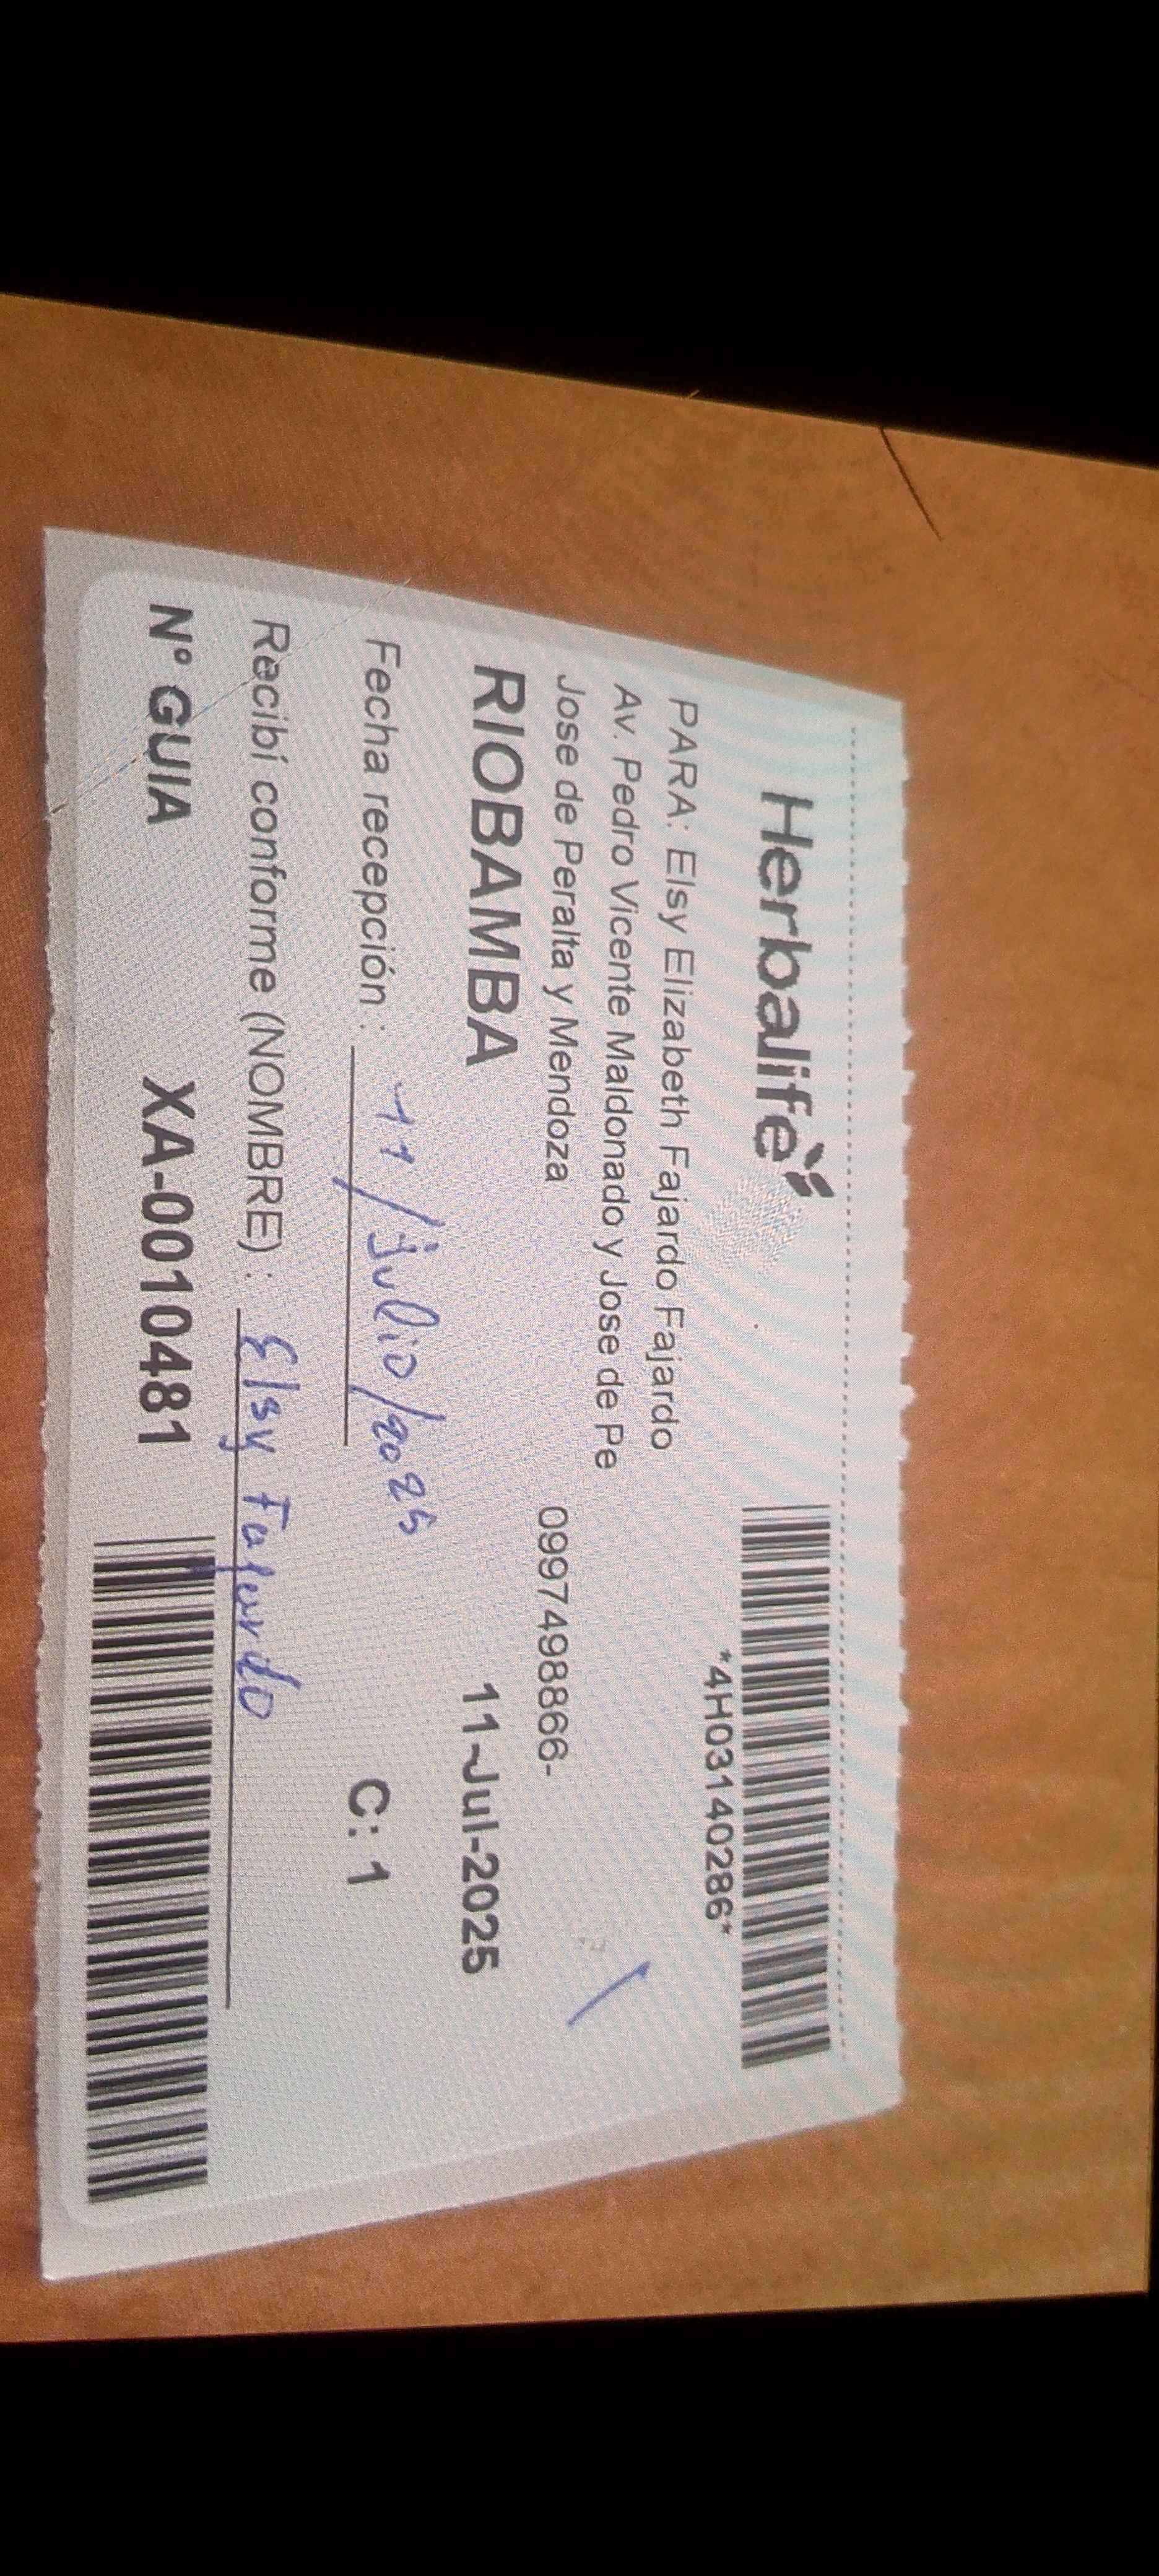 Herbalife
*4H03140286*
PARA: Elsy Elizabeth Fajardo Fajardo
Av. Pedro Vicente Maldonado y Jose de Pe
Jose de Peralta y Mendoza 0997498866-
RIOBAMBA 11-Jul-2025
Fecha recepción : 11/julio/2025 C: 1
Recibí conforme (NOMBRE) : Elsy Fajardo
N° GUIA XA-0010481